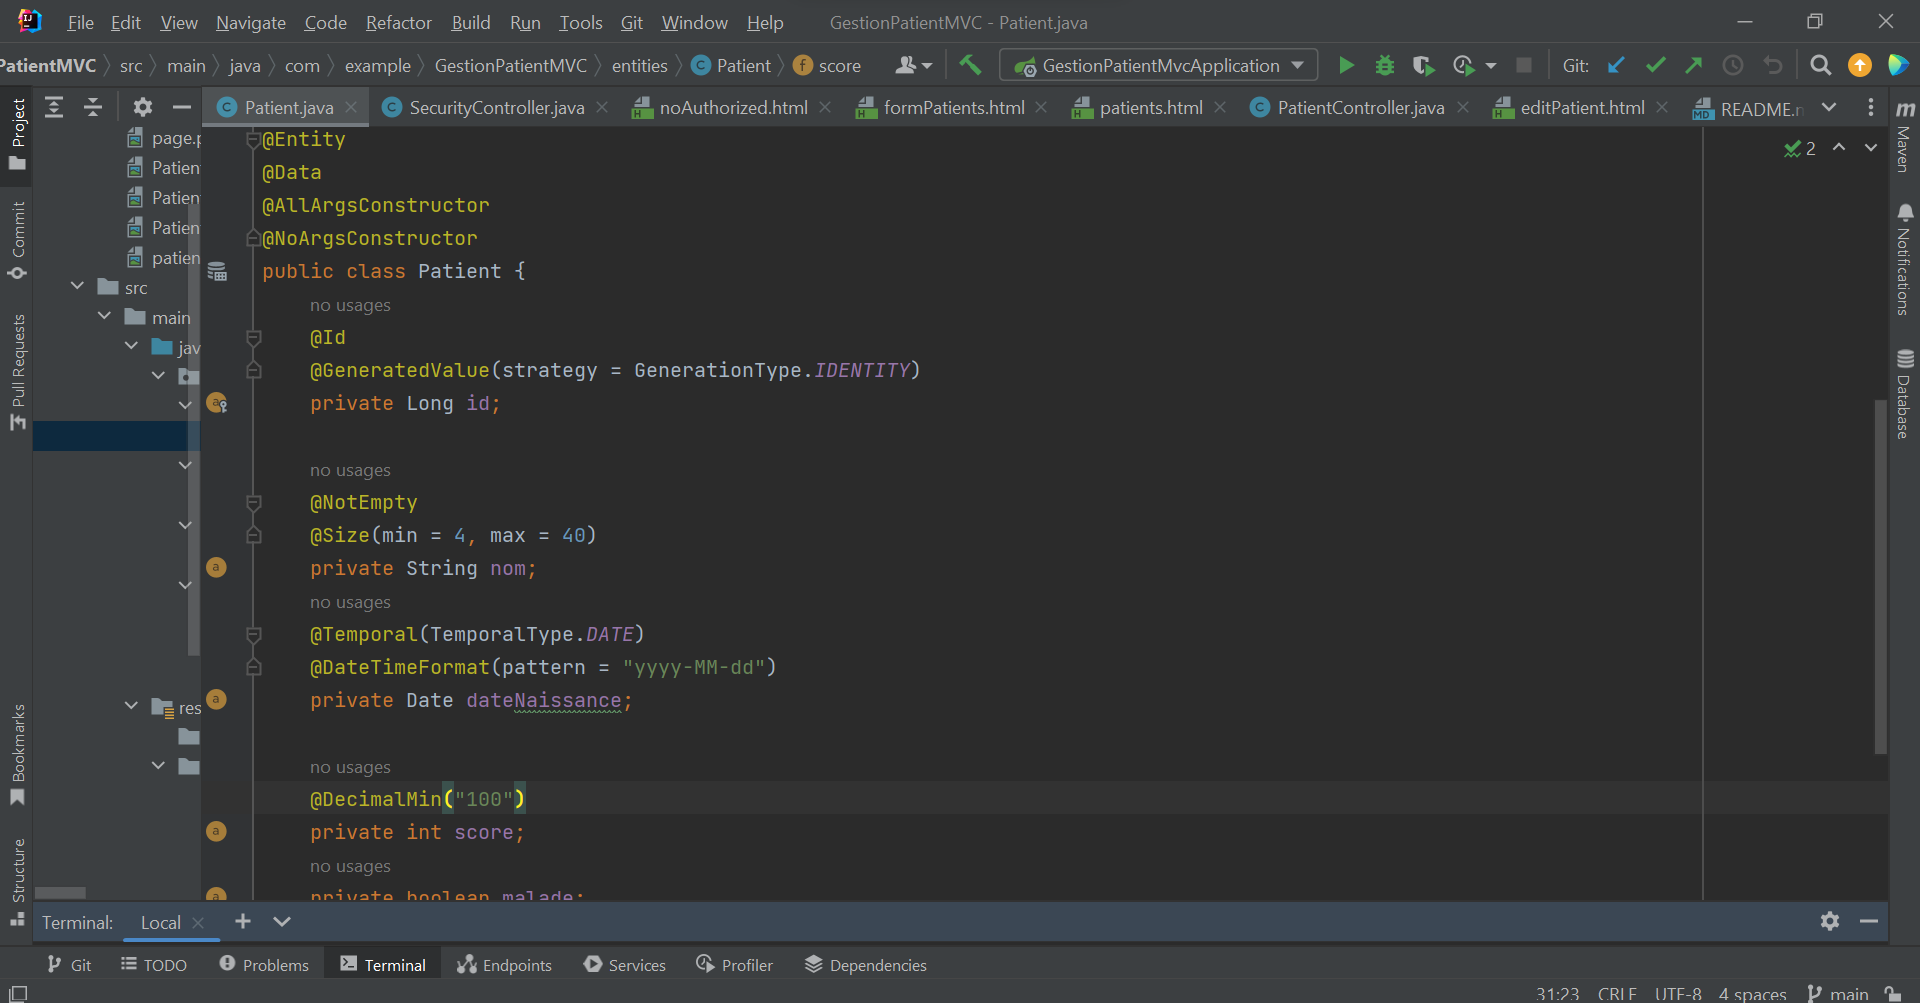 File Edit View Navigate Code Refactor Build Run Tools Git Window Help GestionPatientMVC - Patient.java
PatientMVC src main java com example GestionPatientMVC entities Patient score GestionPatientMvcApplication Git:
Patient.java SecurityController.java noAuthorized.html formPatients.html patients.html PatientController.java editPatient.html README.
Project
Commit
Pull Requests
Bookmarks
Structure
page.p
Patien
Patien
Patien
patien
src
main
jav
res
@Entity
@Data
@AllArgsConstructor
@NoArgsConstructor
public class Patient {
no usages
@Id
@GeneratedValue(strategy = GenerationType.IDENTITY)
private Long id;
no usages
@NotEmpty
@Size(min = 4, max = 40)
private String nom;
no usages
@Temporal(TemporalType.DATE)
@DateTimeFormat(pattern = "yyyy-MM-dd")
private Date dateNaissance;
no usages
@DecimalMin("100")
private int score;
no usages
private boolean malade;
2
Maven
Notifications
Database
Terminal: Local
Git TODO Problems Terminal Endpoints Services Profiler Dependencies
31:23 CRLF UTF-8 4 spaces main